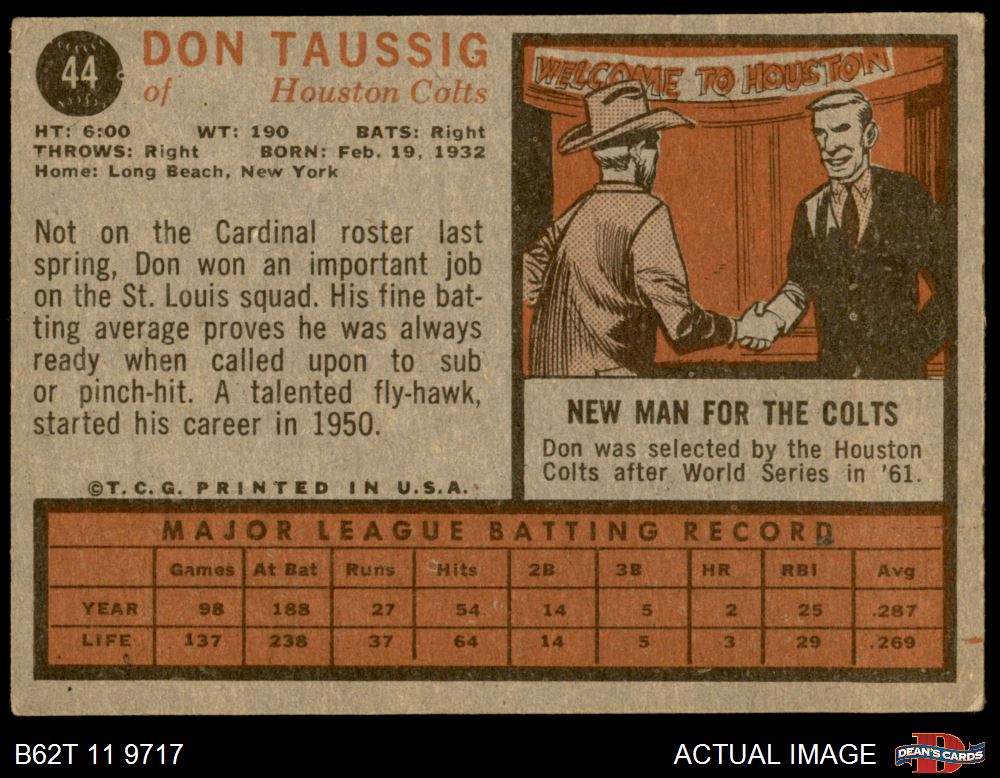 44
DON TAUSSIG
of Houston Colts
HT: 6:00 WT: 190 BATS: Right
THROWS: Right BORN: Feb. 19, 1932
Home: Long Beach, New York
Not on the Cardinal roster last
spring, Don won an important job
on the St. Louis squad. His fine bat-
ting average proves he was always
ready when called upon to sub
or pinch-hit. A talented fly-hawk,
started his career in 1950.
©T.C.G. PRINTED IN U.S.A.
WELCOME TO HOUSTON
NEW MAN FOR THE COLTS
Don was selected by the Houston
Colts after World Series in '61.
MAJOR LEAGUE BATTING RECORD
Games At Bat Runs Hits 2B 3B HR RBI Avg
YEAR 98 188 27 54 14 5 2 25 .287
LIFE 137 238 37 64 14 5 3 29 .269
B62T 11 9717
ACTUAL IMAGE
DEAN'S CARDS